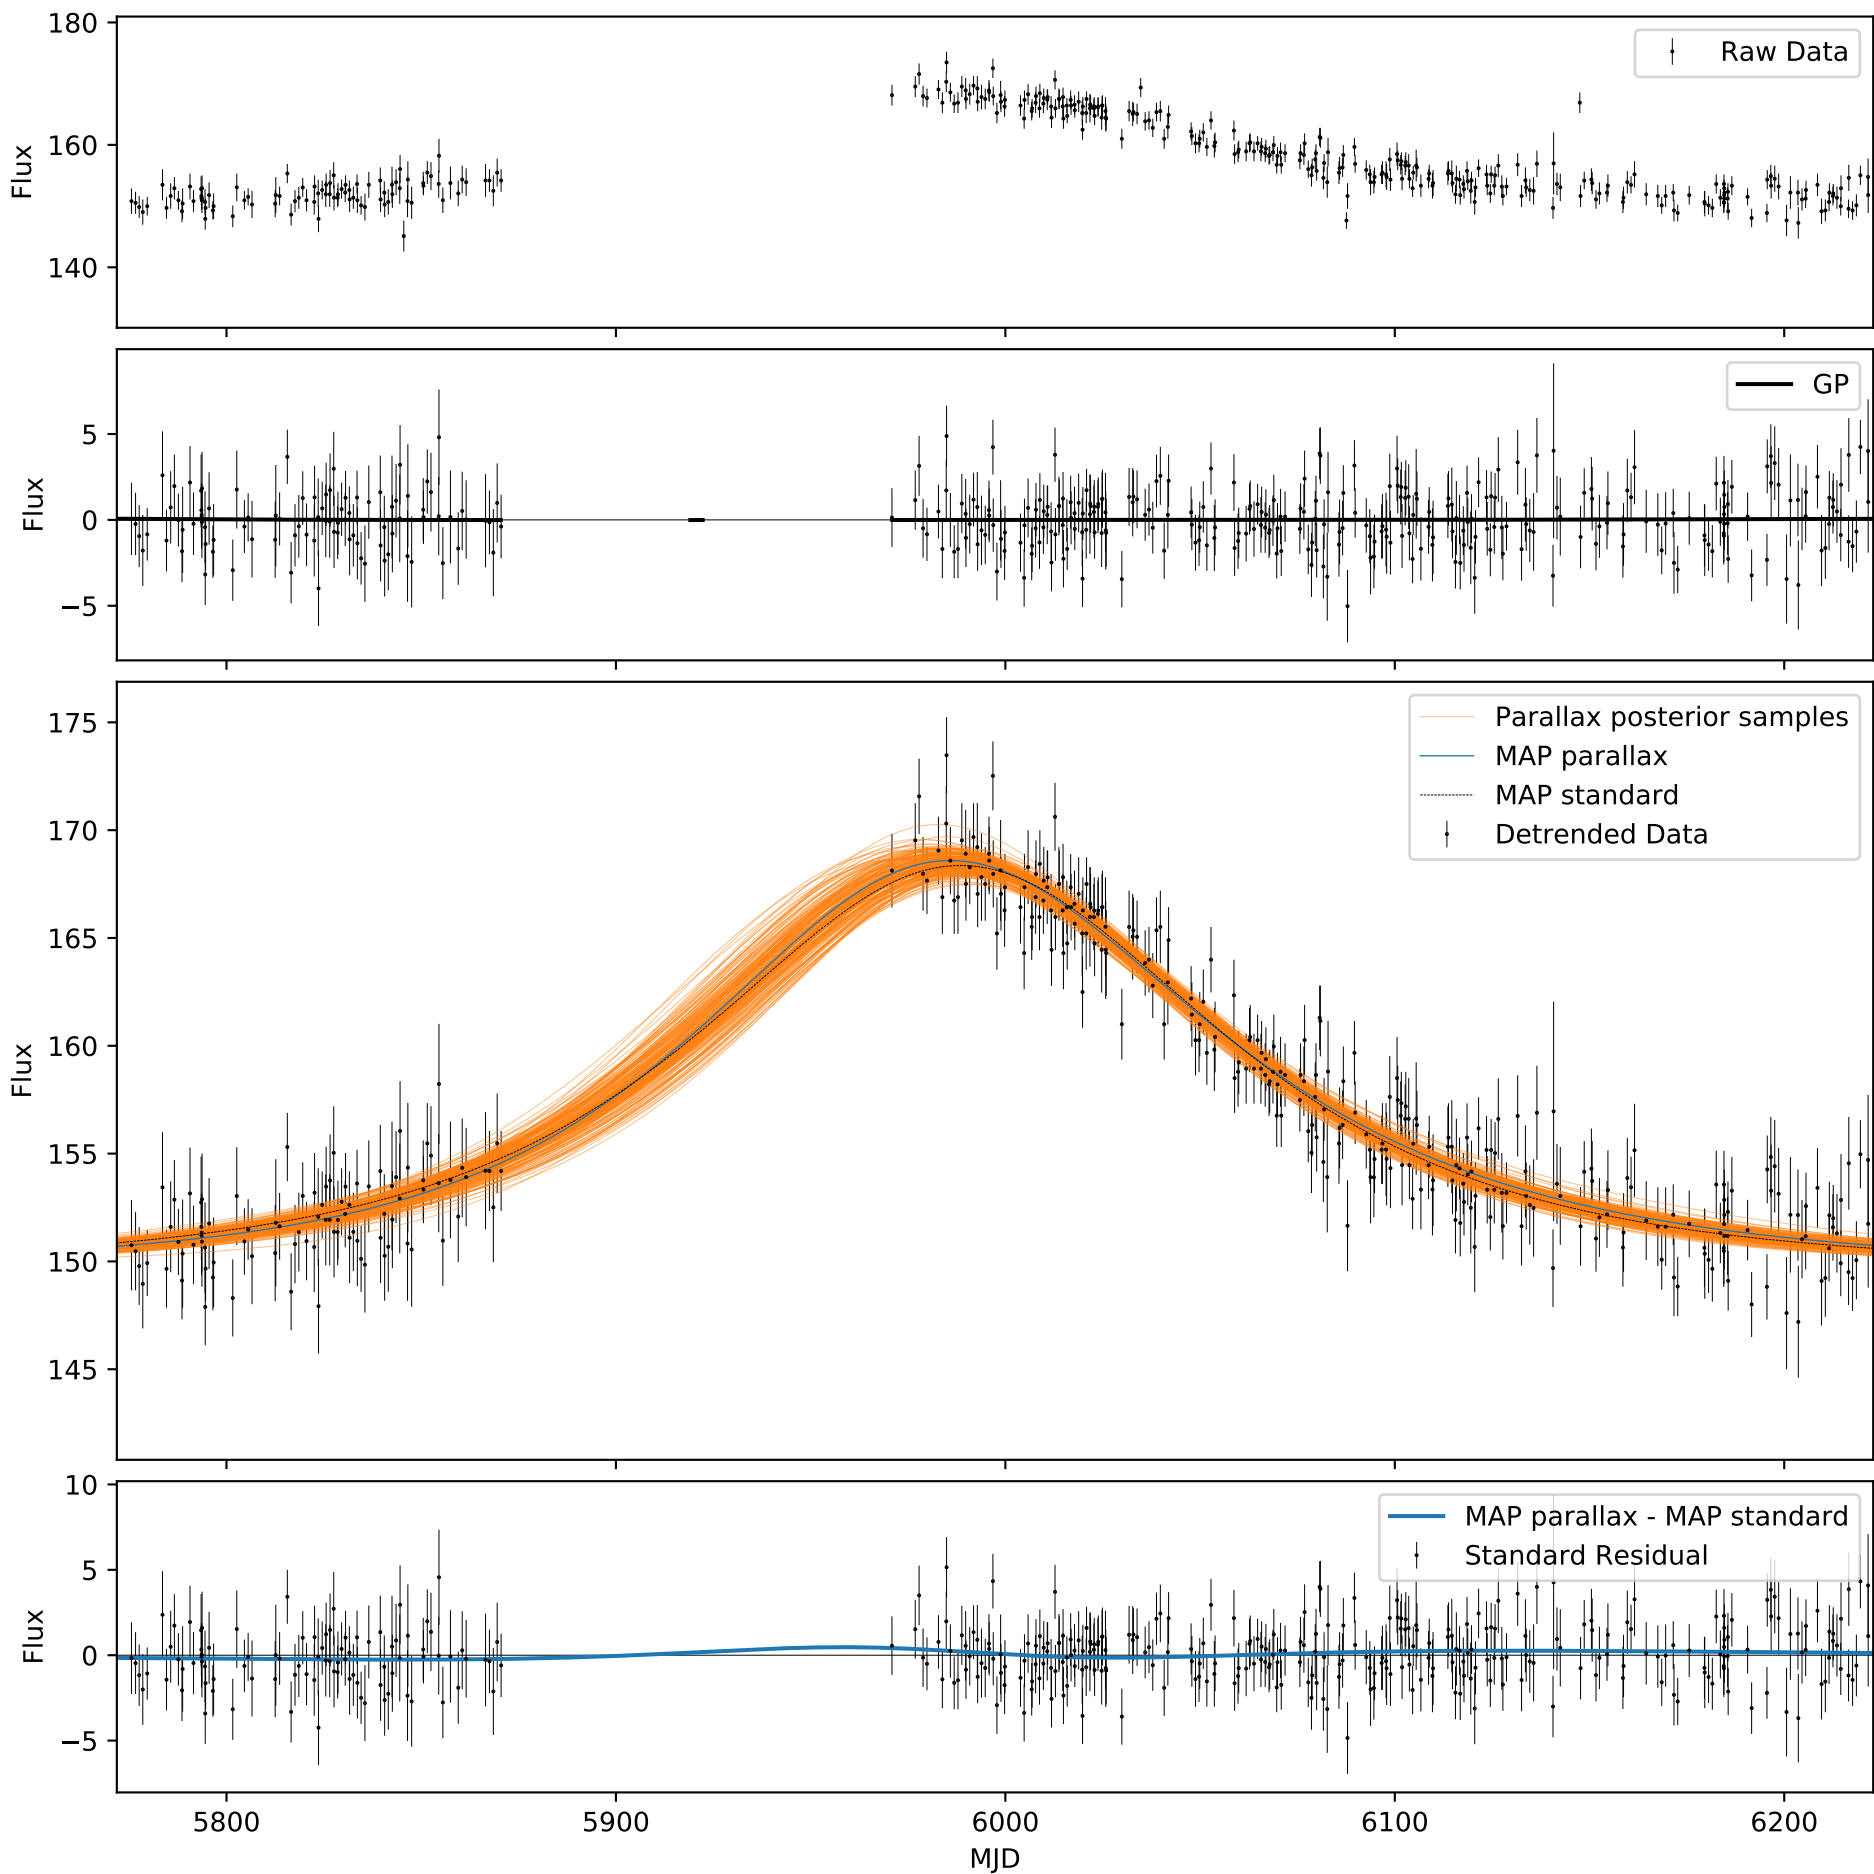 180
160
140
Flux
Raw Data
5
0
−5
Flux
GP
175
170
165
160
155
150
145
Flux
Parallax posterior samples
MAP parallax
MAP standard
Detrended Data
10
5
0
−5
Flux
MAP parallax - MAP standard
Standard Residual
5800
5900
6000
6100
6200
MJD